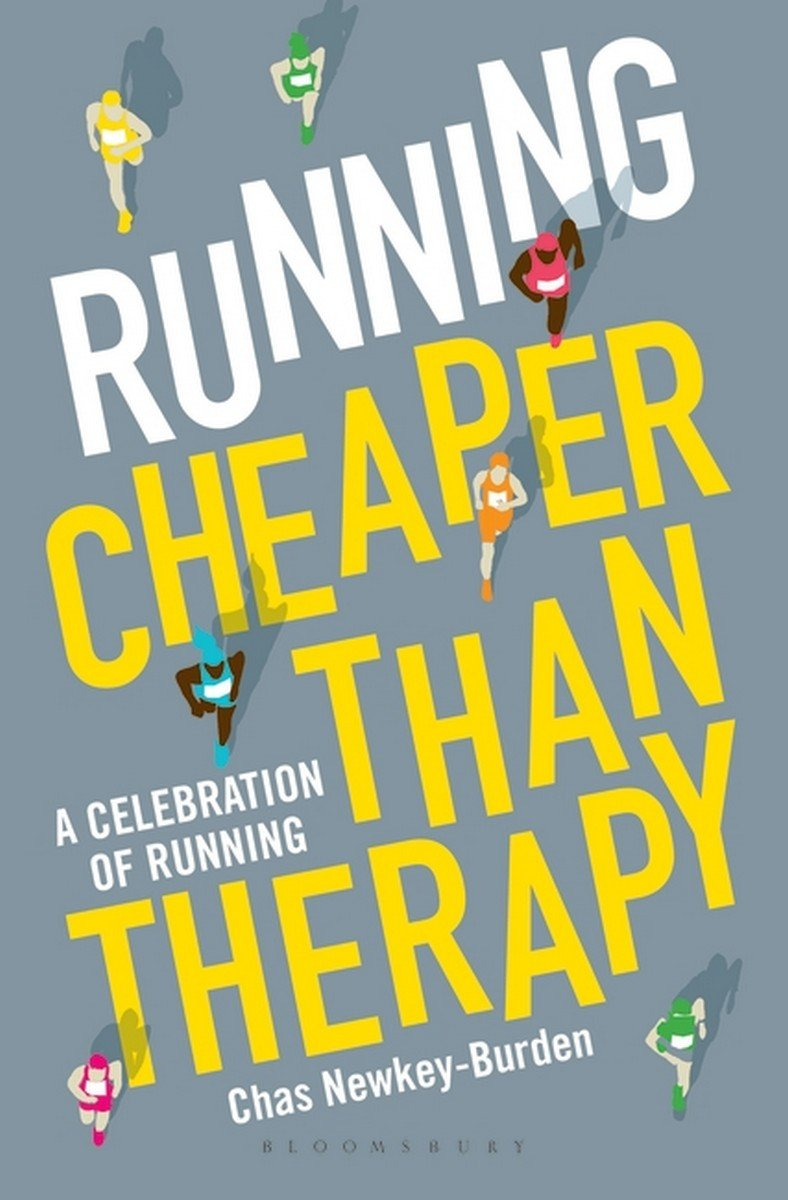 RUNNING
CHEAPER
THAN
A CELEBRATION
OF RUNNING
THERAPY
Chas Newkey-Burden
BLOOMSBURY